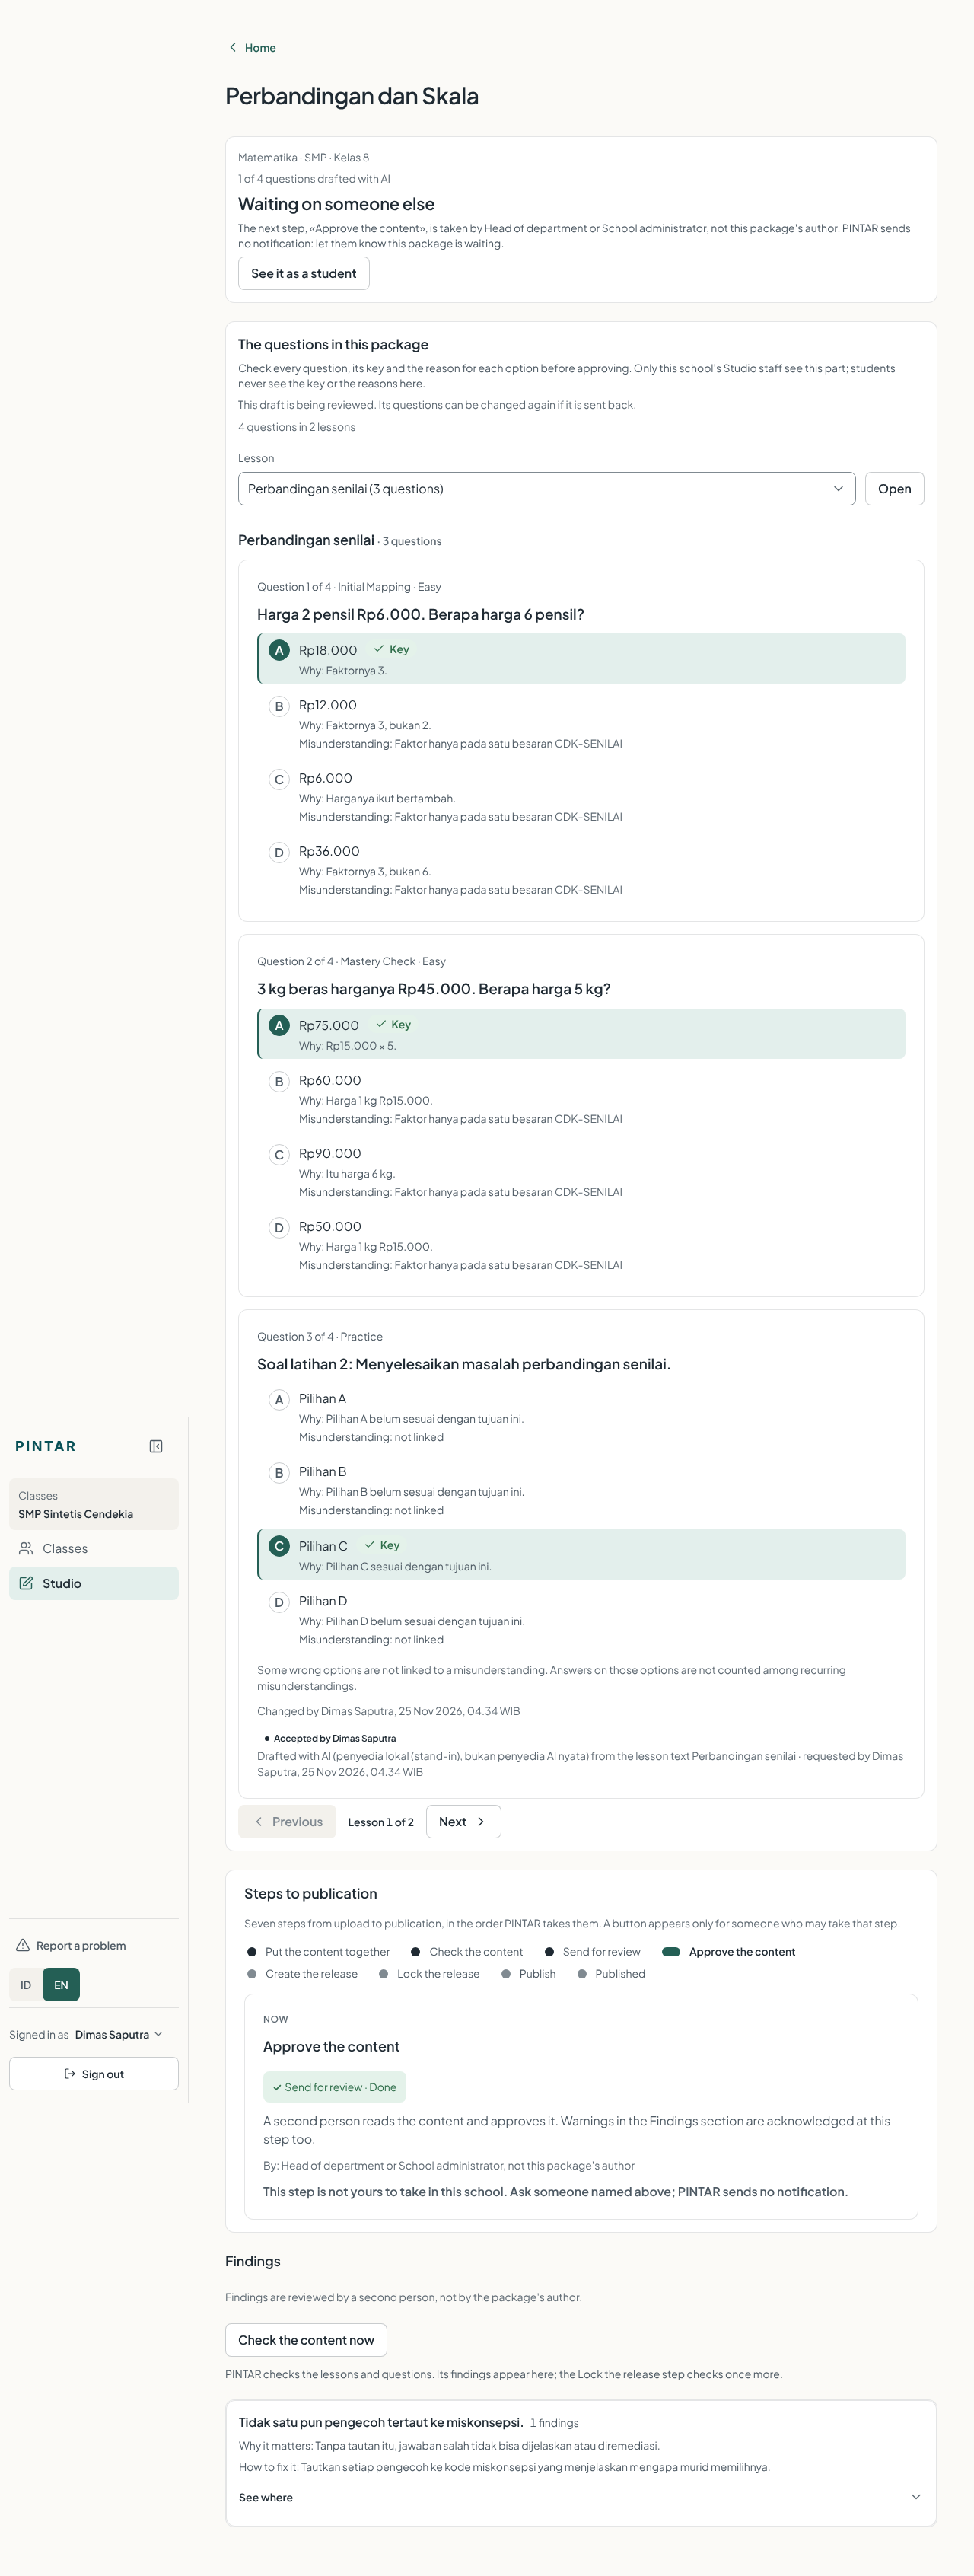 Home
Perbandingan dan Skala
Matematika · SMP · Kelas 8
1 of 4 questions drafted with AI
Waiting on someone else
The next step, «Approve the content», is taken by Head of department or School administrator, not this package's author. PINTAR sends
no notification: let them know this package is waiting.
See it as a student
The questions in this package
Check every question, its key and the reason for each option before approving. Only this school's Studio staff see this part; students
never see the key or the reasons here.
This draft is being reviewed. Its questions can be changed again if it is sent back.
4 questions in 2 lessons
Lesson
Perbandingan senilai (3 questions)
Open
Perbandingan senilai · 3 questions
Question 1 of 4 · Initial Mapping · Easy
Harga 2 pensil Rp6.000. Berapa harga 6 pensil?
A Rp18.000 Key
Why: Faktornya 3.
B Rp12.000
Why: Faktornya 3, bukan 2.
Misunderstanding: Faktor hanya pada satu besaran CDK-SENILAI
C Rp6.000
Why: Harganya ikut bertambah.
Misunderstanding: Faktor hanya pada satu besaran CDK-SENILAI
D Rp36.000
Why: Faktornya 3, bukan 6.
Misunderstanding: Faktor hanya pada satu besaran CDK-SENILAI
Question 2 of 4 · Mastery Check · Easy
3 kg beras harganya Rp45.000. Berapa harga 5 kg?
A Rp75.000 Key
Why: Rp15.000 × 5.
B Rp60.000
Why: Harga 1 kg Rp15.000.
Misunderstanding: Faktor hanya pada satu besaran CDK-SENILAI
C Rp90.000
Why: Itu harga 6 kg.
Misunderstanding: Faktor hanya pada satu besaran CDK-SENILAI
D Rp50.000
Why: Harga 1 kg Rp15.000.
Misunderstanding: Faktor hanya pada satu besaran CDK-SENILAI
Question 3 of 4 · Practice
Soal latihan 2: Menyelesaikan masalah perbandingan senilai.
A Pilihan A
Why: Pilihan A belum sesuai dengan tujuan ini.
Misunderstanding: not linked
B Pilihan B
Why: Pilihan B belum sesuai dengan tujuan ini.
Misunderstanding: not linked
C Pilihan C Key
Why: Pilihan C sesuai dengan tujuan ini.
D Pilihan D
Why: Pilihan D belum sesuai dengan tujuan ini.
Misunderstanding: not linked
Some wrong options are not linked to a misunderstanding. Answers on those options are not counted among recurring
misunderstandings.
Changed by Dimas Saputra, 25 Nov 2026, 04.34 WIB
Accepted by Dimas Saputra
Drafted with AI (penyedia lokal (stand-in), bukan penyedia AI nyata) from the lesson text Perbandingan senilai · requested by Dimas
Saputra, 25 Nov 2026, 04.34 WIB
Previous
Lesson 1 of 2
Next
PINTAR
Classes
SMP Sintetis Cendekia
Classes
Studio
Report a problem
ID EN
Signed in as Dimas Saputra
Sign out
Steps to publication
Seven steps from upload to publication, in the order PINTAR takes them. A button appears only for someone who may take that step.
Put the content together Check the content Send for review Approve the content
Create the release Lock the release Publish Published
NOW
Approve the content
Send for review · Done
A second person reads the content and approves it. Warnings in the Findings section are acknowledged at this
step too.
By: Head of department or School administrator, not this package's author
This step is not yours to take in this school. Ask someone named above; PINTAR sends no notification.
Findings
Findings are reviewed by a second person, not by the package's author.
Check the content now
PINTAR checks the lessons and questions. Its findings appear here; the Lock the release step checks once more.
Tidak satu pun pengecoh tertaut ke miskonsepsi. 1 findings
Why it matters: Tanpa tautan itu, jawaban salah tidak bisa dijelaskan atau diremediasi.
How to fix it: Tautkan setiap pengecoh ke kode miskonsepsi yang menjelaskan mengapa murid memilihnya.
See where